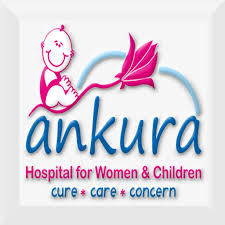 ankura
Hospital for Women & Children
cure * care * concern